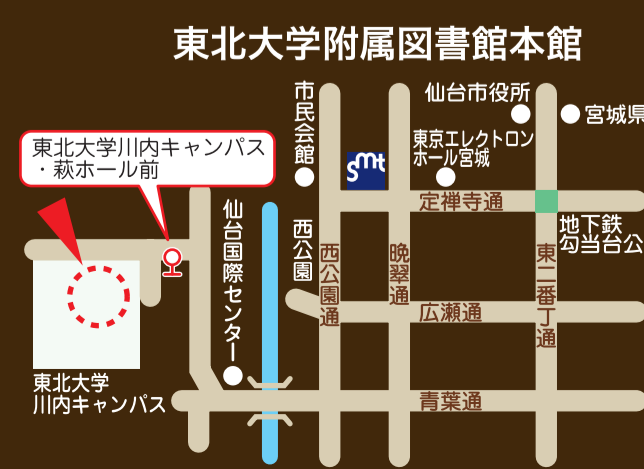 東北大学附属図書館本館
市民会館
仙台市役所
宮城県
東京エレクトロン
ホール宮城
smt
東北大学川内キャンパス
・萩ホール前
定禅寺通
仙台国際センター
西公園
地下鉄
勾当台公
西公園通
晩翠通
東二番丁通
広瀬通
東北大学
川内キャンパス
青葉通